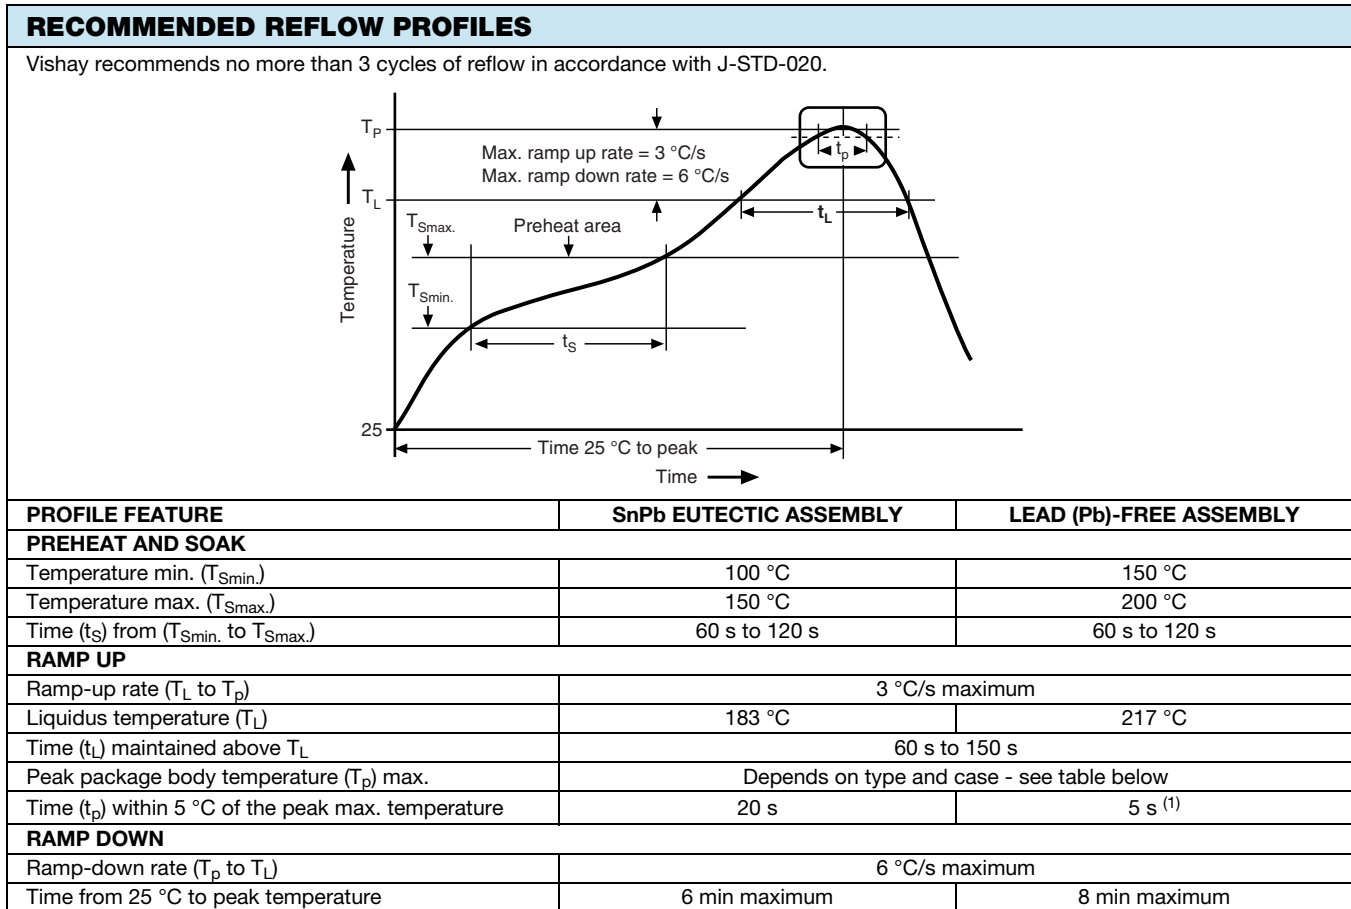 RECOMMENDED REFLOW PROFILES
Vishay recommends no more than 3 cycles of reflow in accordance with J-STD-020.
TP
Max. ramp up rate = 3 °C/s
Max. ramp down rate = 6 °C/s
tp
TL
tL
TSmax.
Preheat area
TSmin.
tS
Temperature
25
Time 25 °C to peak
Time
PROFILE FEATURE SnPb EUTECTIC ASSEMBLY LEAD (Pb)-FREE ASSEMBLY
PREHEAT AND SOAK
Temperature min. (TSmin.) 100 °C 150 °C
Temperature max. (TSmax.) 150 °C 200 °C
Time (tS) from (TSmin. to TSmax.) 60 s to 120 s 60 s to 120 s
RAMP UP
Ramp-up rate (TL to Tp) 3 °C/s maximum
Liquidus temperature (TL) 183 °C 217 °C
Time (tL) maintained above TL 60 s to 150 s
Peak package body temperature (Tp) max. Depends on type and case - see table below
Time (tp) within 5 °C of the peak max. temperature 20 s 5 s (1)
RAMP DOWN
Ramp-down rate (Tp to TL) 6 °C/s maximum
Time from 25 °C to peak temperature 6 min maximum 8 min maximum